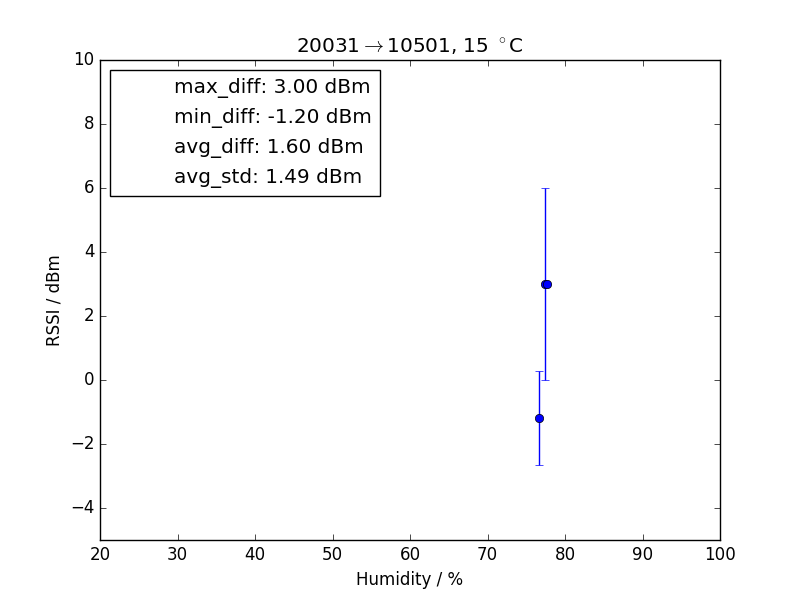 20031→10501, 15 °C
max_diff: 3.00 dBm
min_diff: -1.20 dBm
avg_diff: 1.60 dBm
avg_std: 1.49 dBm
10
8
6
4
2
0
−2
−4
RSSI / dBm
20 30 40 50 60 70 80 90 100
Humidity / %